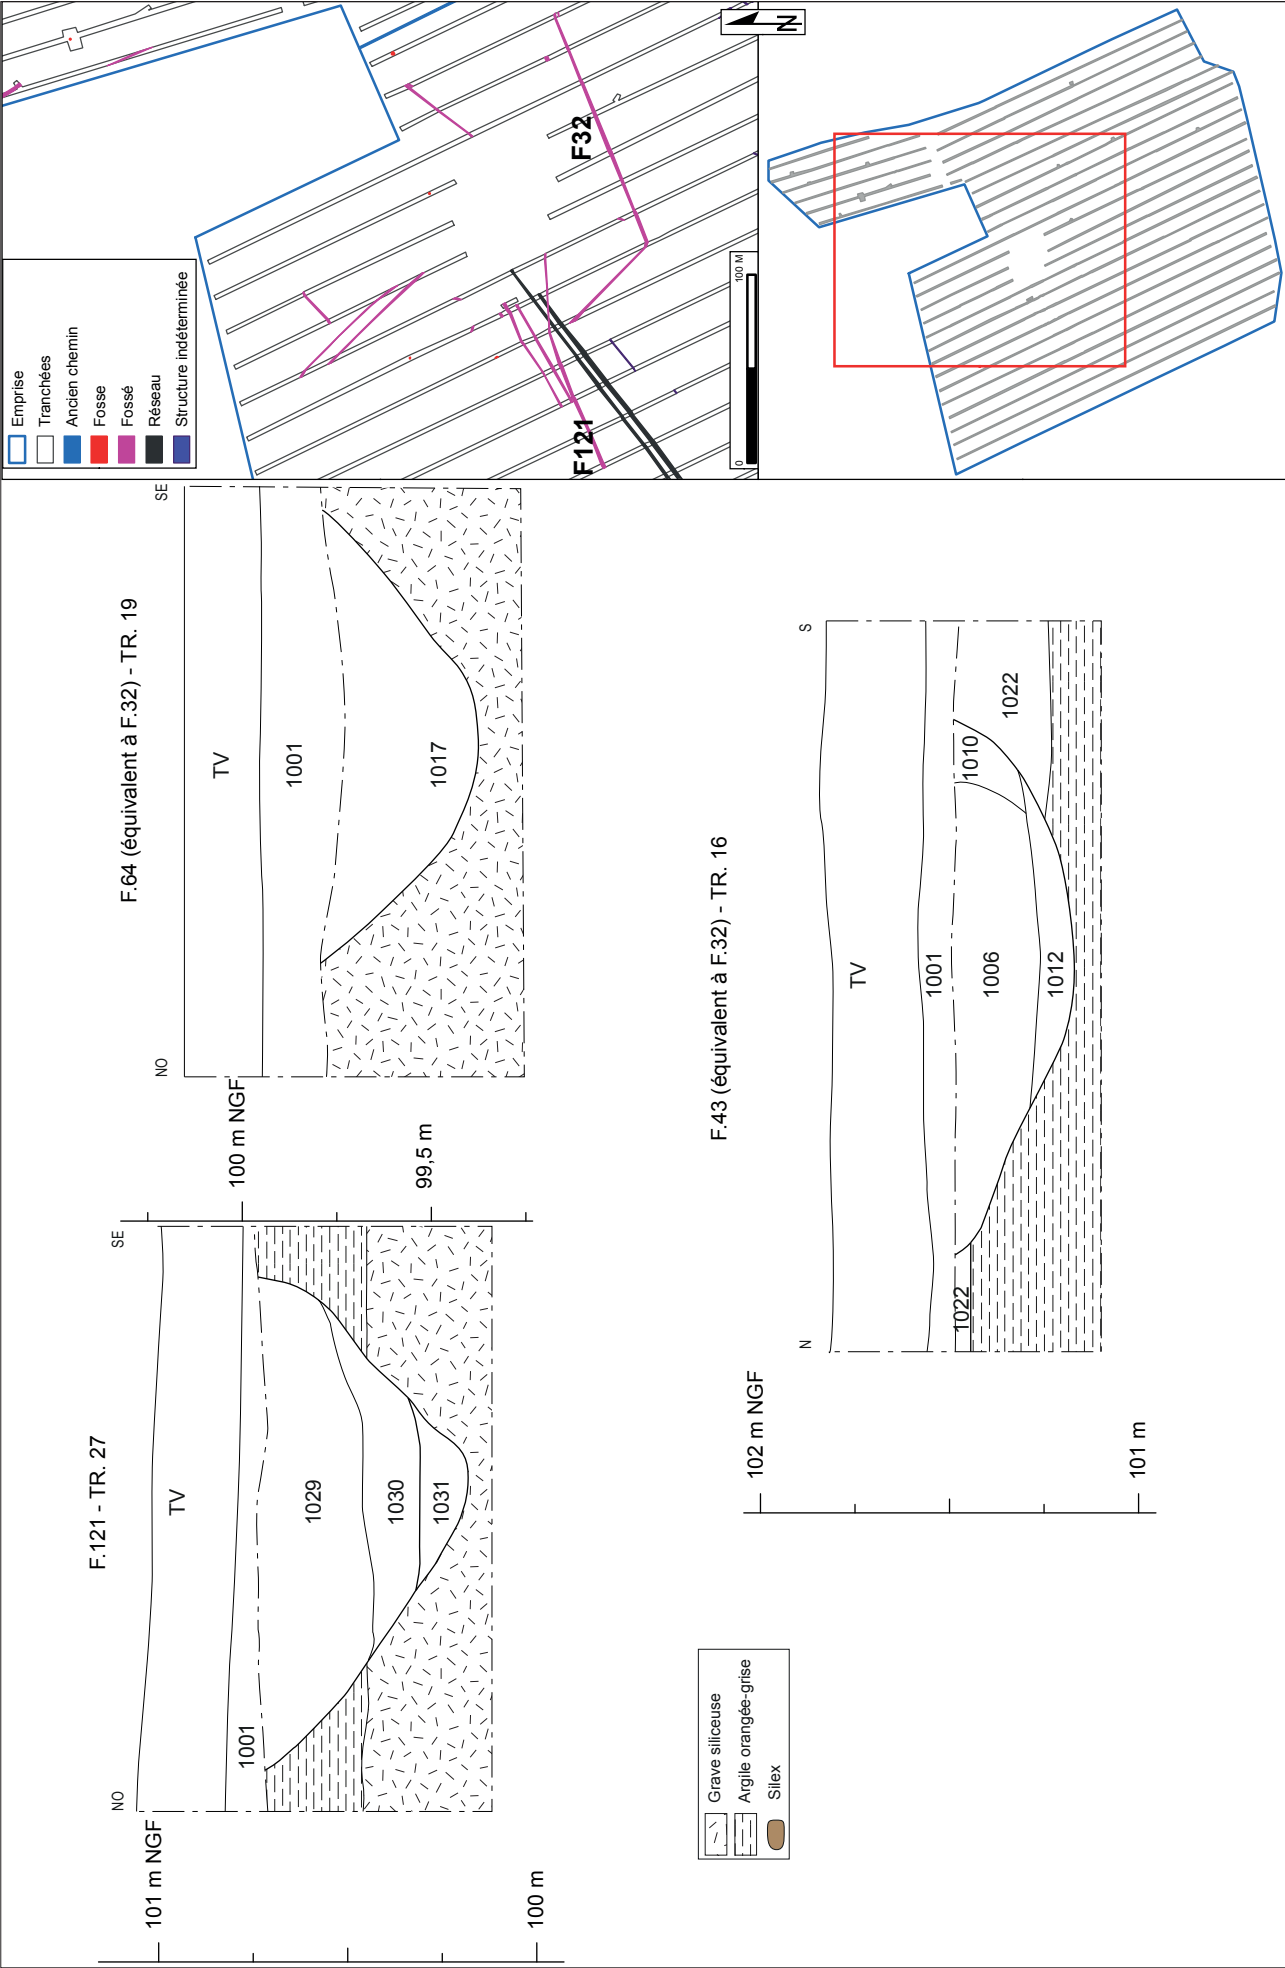 F.121 - TR. 27
NO
SE
101 m NGF
100 m
TV
1001
1029
1030
1031
F.64 (équivalent à F.32) - TR. 19
NO
SE
100 m NGF
99,5 m
TV
1001
1017
F.43 (équivalent à F.32) - TR. 16
N
S
102 m NGF
101 m
TV
1001
1022
1006
1010
1022
1012
Grave siliceuse
Argile orangée-grise
Silex
Emprise
Tranchées
Ancien chemin
Fosse
Fossé
Réseau
Structure indéterminée
F121
F32
0
100 M
N